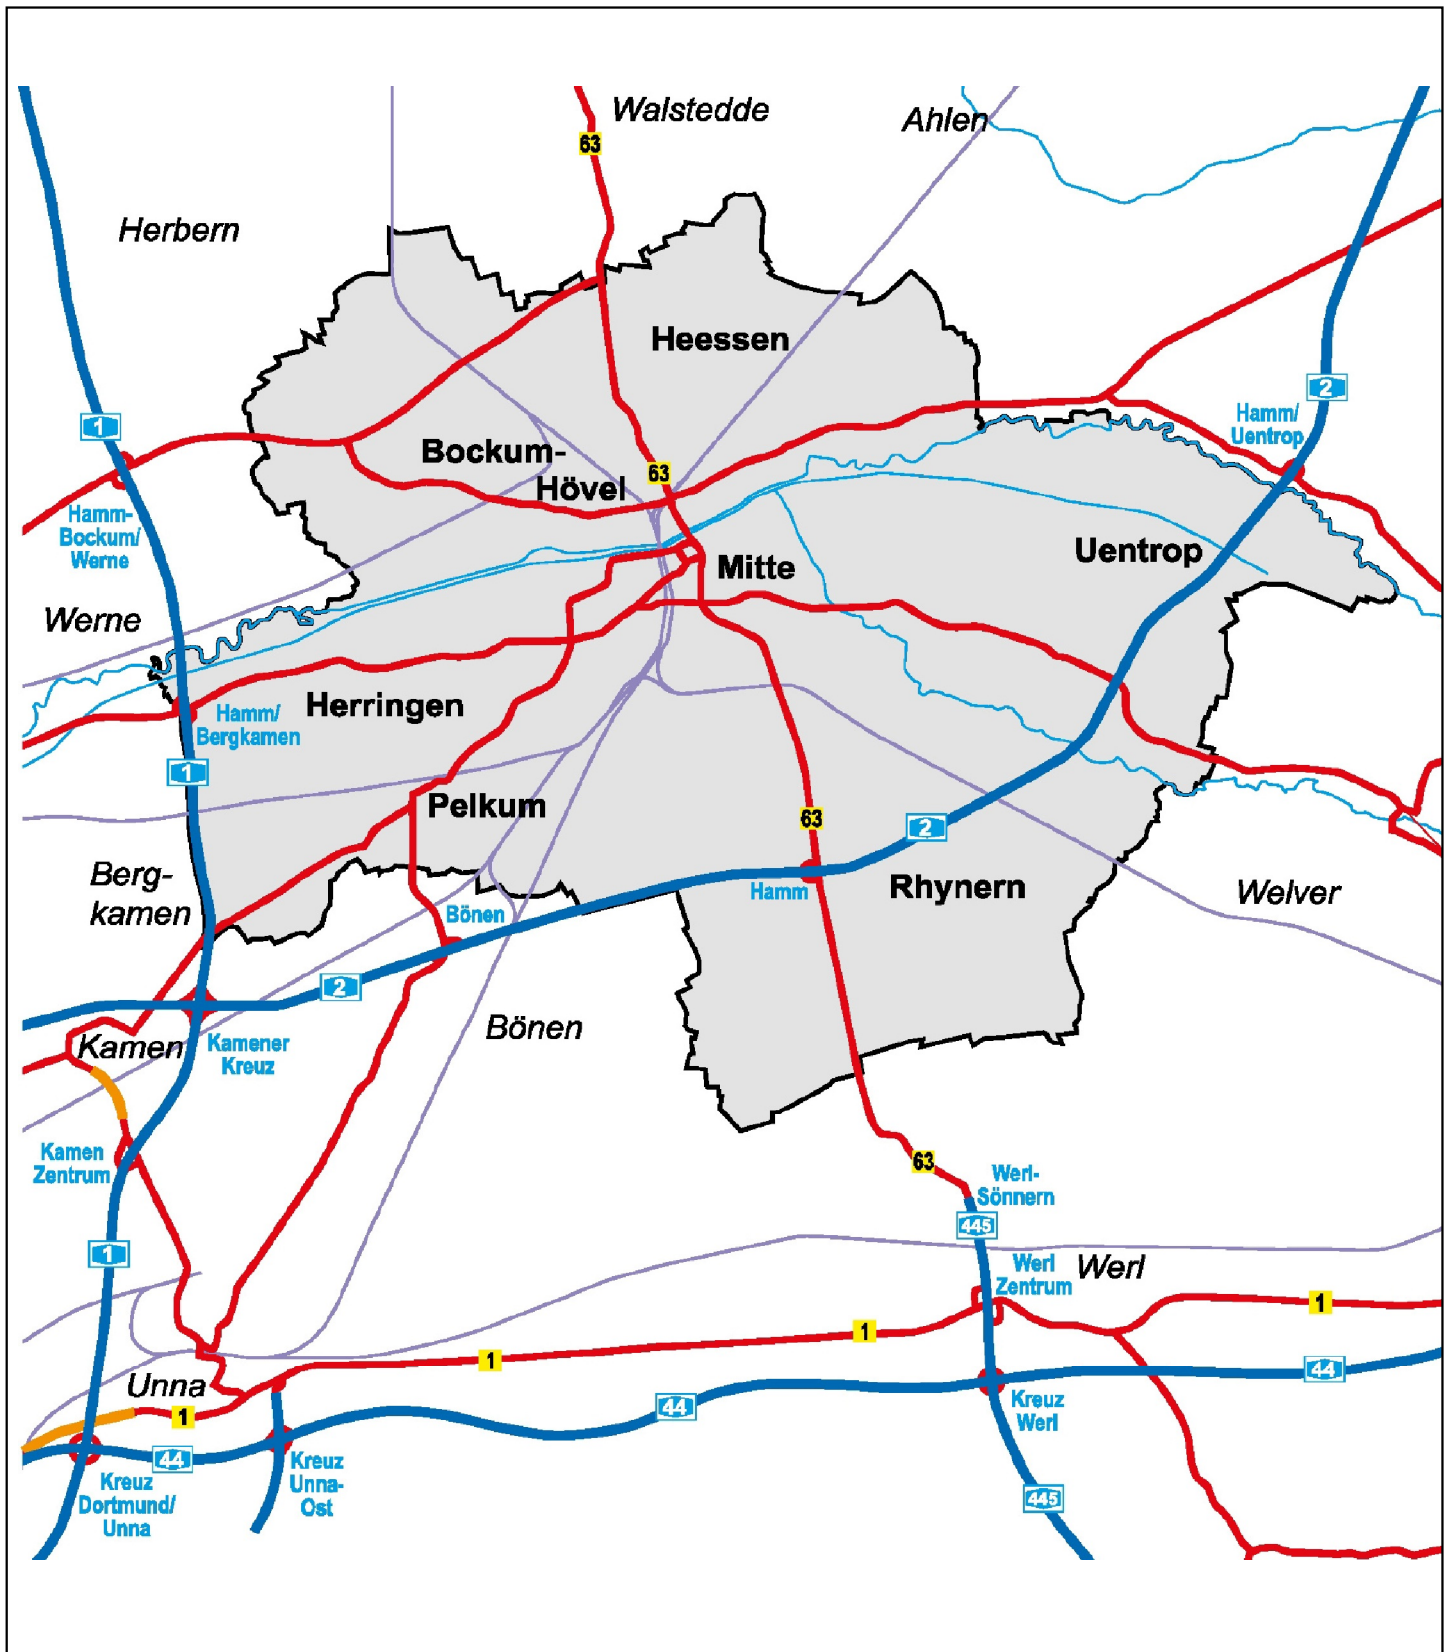 Walstedde
Ahlen
63
Herbern
Heessen
2
1
Hamm/
Uentrop
Bockum-
Hövel
63
Hamm-
Bockum/
Werne
Mitte
Uentrop
Werne
Herringen
Hamm/
Bergkamen
1
Pelkum
63
2
Berg-
kamen
Hamm
Rhynern
Welver
Bönen
2
Bönen
Kamen
Kamener
Kreuz
Kamen
Zentrum
63
Werl-
Sönnern
445
1
Werl
Zentrum
Werl
1
1
1
Unna
1
44
44
44
Kreuz
Werl
Kreuz
Dortmund/
Unna
Kreuz
Unna-
Ost
445